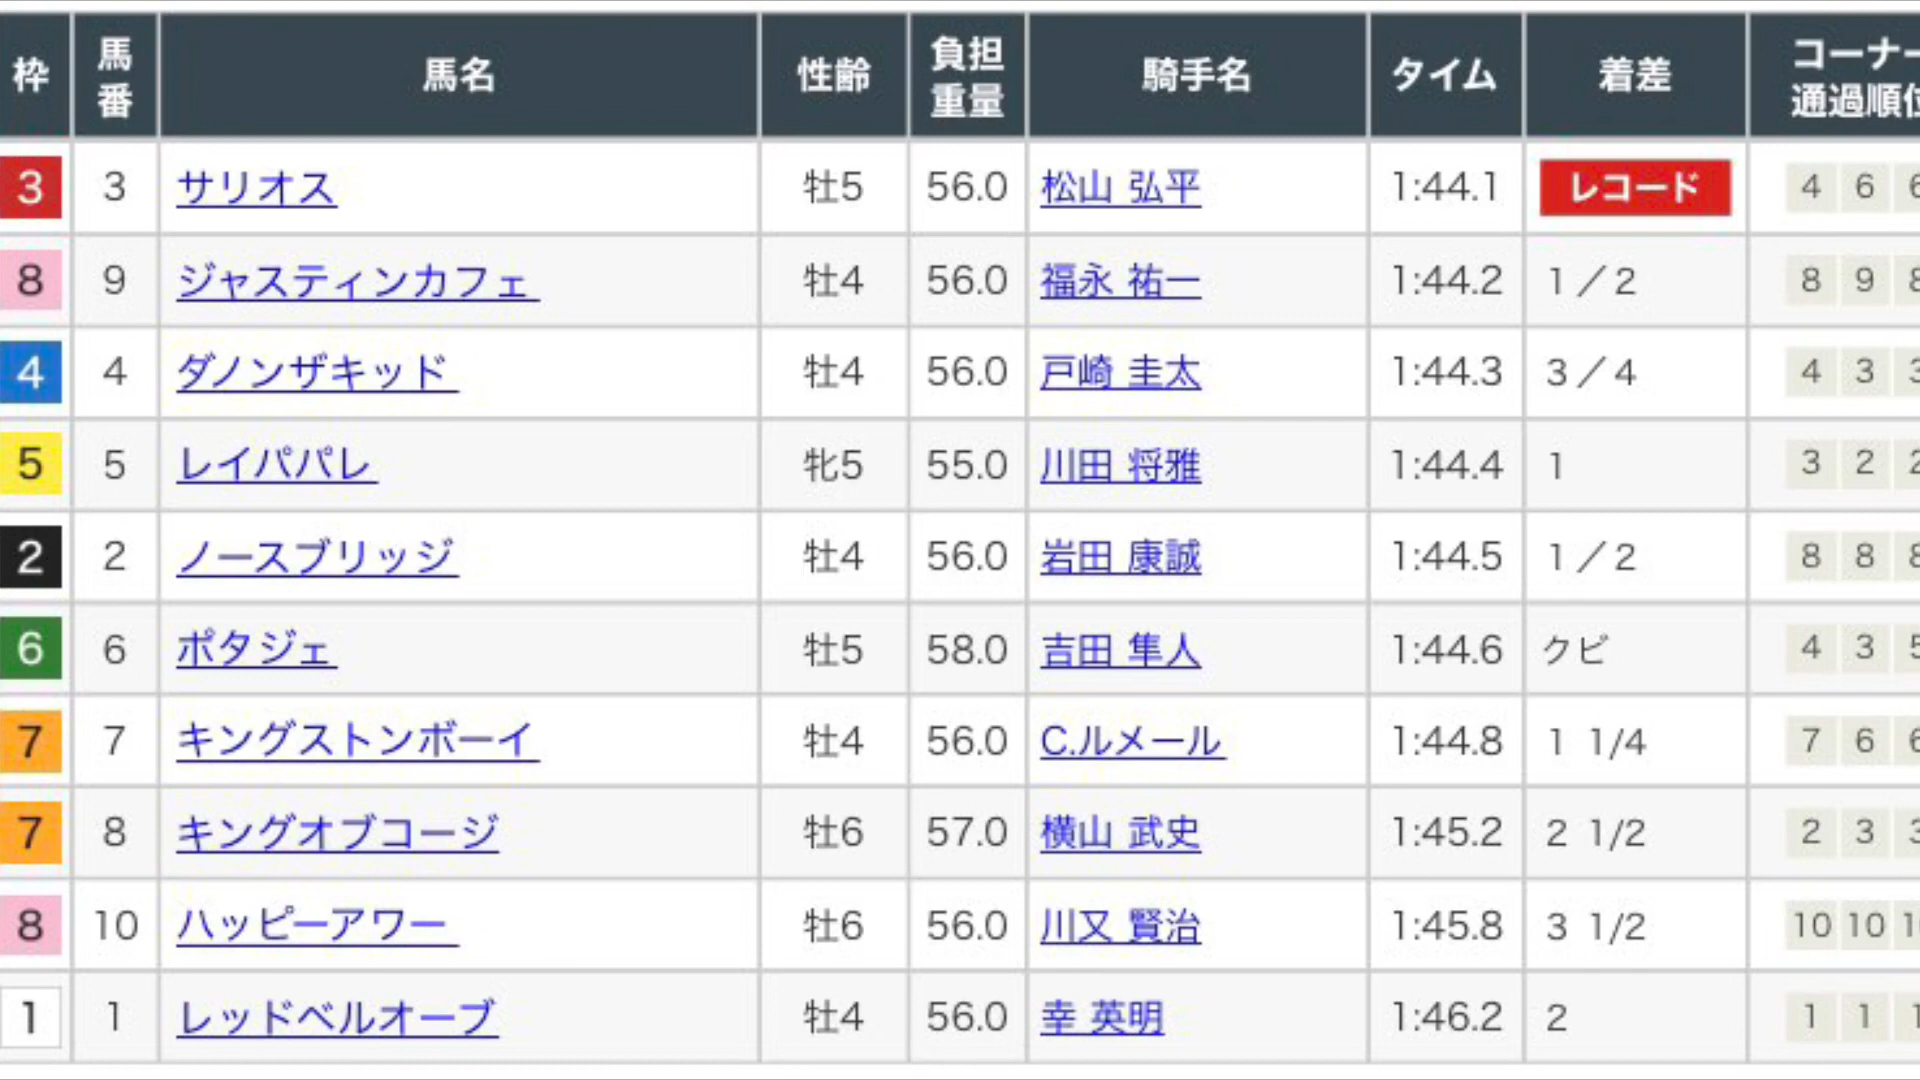 枠 馬番 馬名 性齢 負担重量 騎手名 タイム 着差 コーナー通過順位
3 3 サリオス 牡5 56.0 松山 弘平 1:44.1 レコード 4 6 6
8 9 ジャスティンカフェ 牡4 56.0 福永 祐一 1:44.2 1/2 8 9 8
4 4 ダノンザキッド 牡4 56.0 戸崎 圭太 1:44.3 3/4 4 3 3
5 5 レイパパレ 牝5 55.0 川田 将雅 1:44.4 1 3 2 2
2 2 ノースブリッジ 牡4 56.0 岩田 康誠 1:44.5 1/2 8 8 8
6 6 ポタジェ 牡5 58.0 吉田 隼人 1:44.6 クビ 4 3 5
7 7 キングストンボーイ 牡4 56.0 C.ルメール 1:44.8 1 1/4 7 6 6
7 8 キングオブコージ 牡6 57.0 横山 武史 1:45.2 2 1/2 2 3 3
8 10 ハッピーアワー 牡6 56.0 川又 賢治 1:45.8 3 1/2 10 10
1 1 レッドベルオーブ 牡4 56.0 幸 英明 1:46.2 2 1 1 1